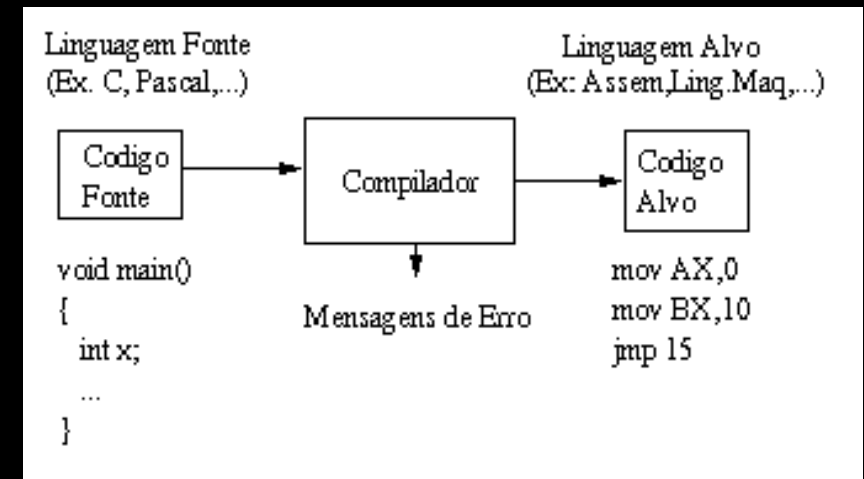 Linguagem Fonte
(Ex. C, Pascal,...)
Linguagem Alvo
(Ex: Assem,Ling.Maq,...)
Codigo
Fonte
Compilador
Codigo
Alvo
void main()
{
int x;
...
}
Mensagens de Erro
mov AX,0
mov BX,10
jmp 15